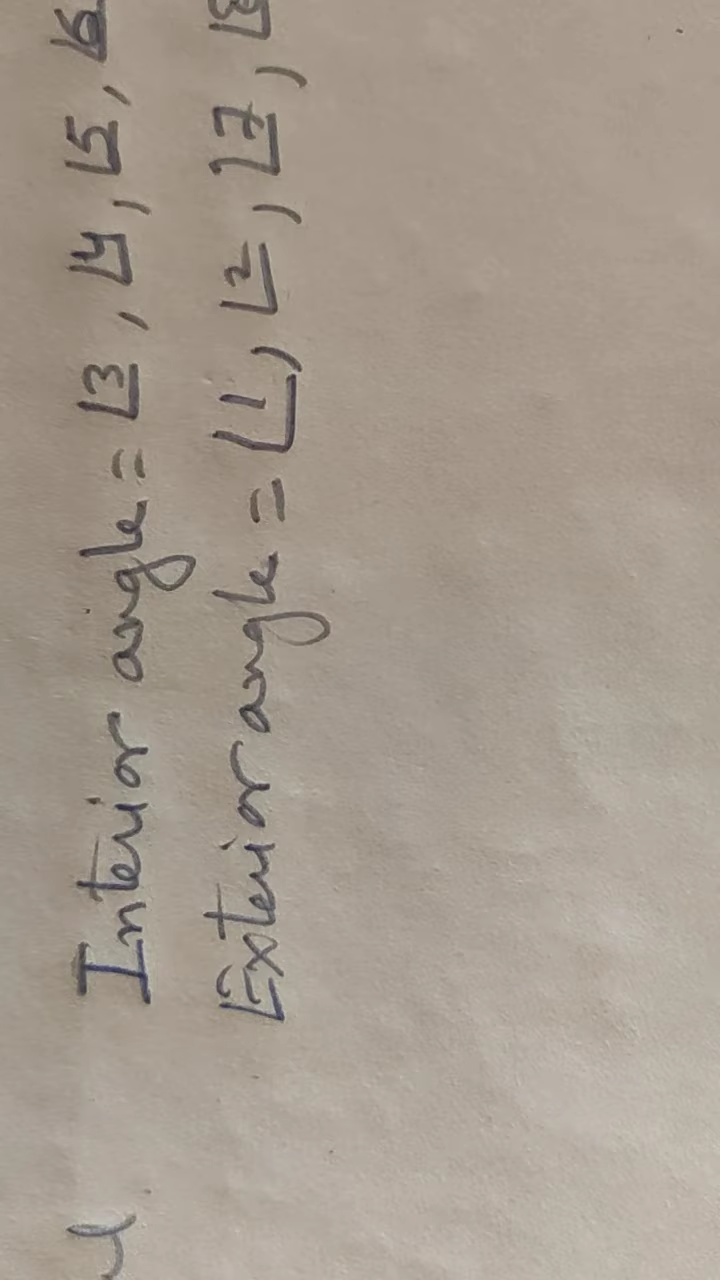 Interior angle = ∠3, ∠4, ∠5, ∠6
Exterior angle = ∠1, ∠2, ∠7, ∠8